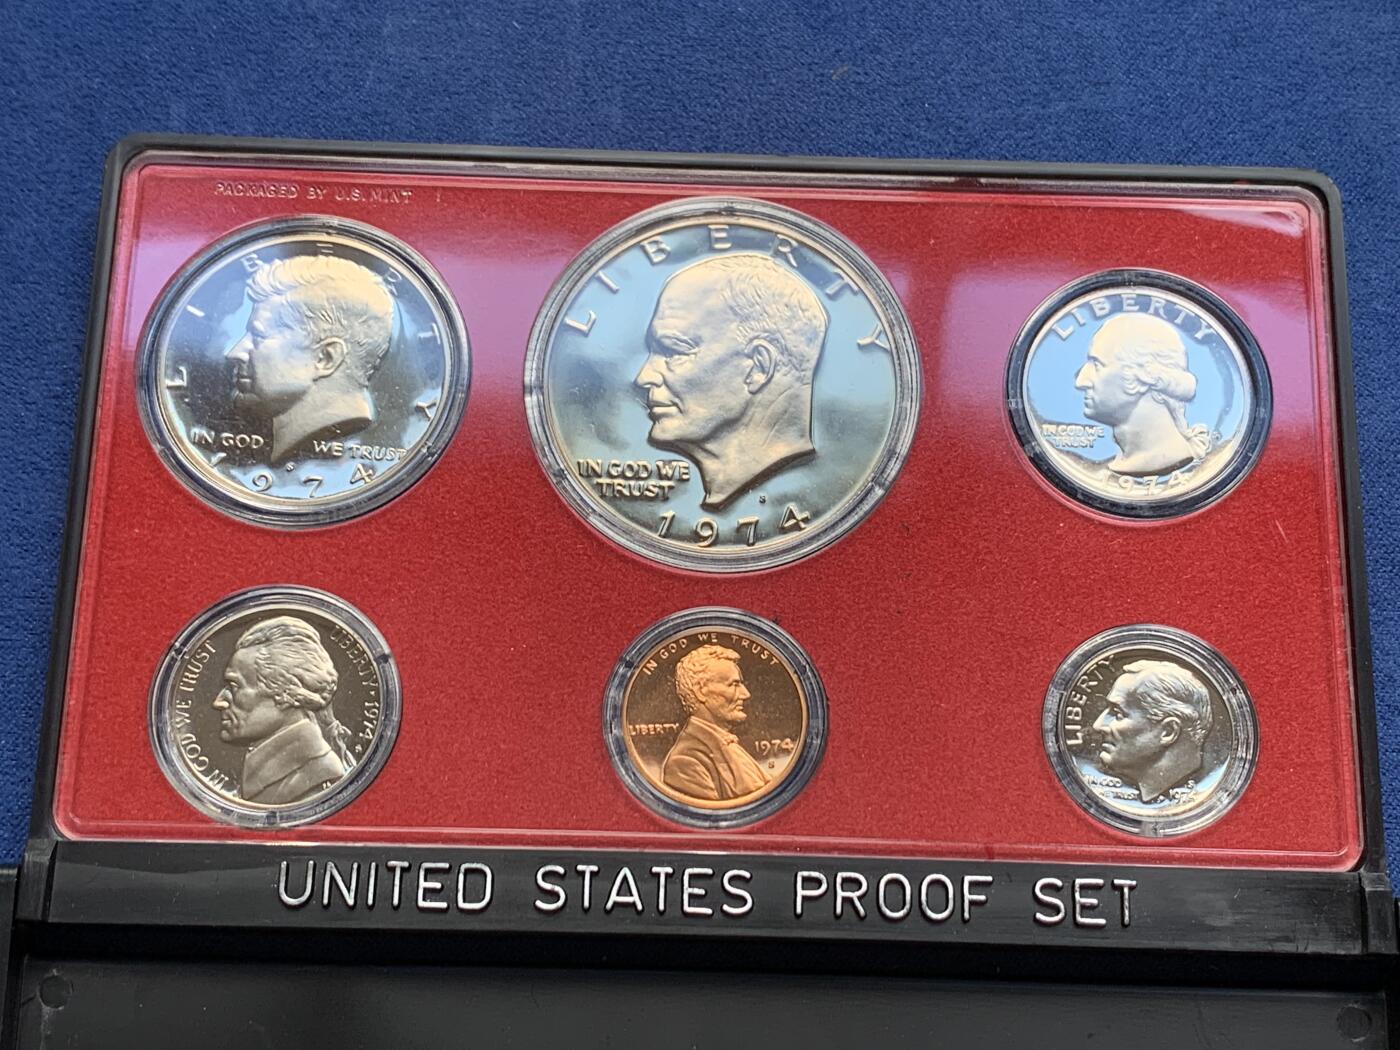 PACKAGED BY U.S. MINT
LIBERTY
IN GOD WE TRUST
S
1974
LIBERTY
IN GOD WE
TRUST
S
1974
LIBERTY
IN GOD WE
TRUST
1974
IN GOD WE TRUST
LIBERTY · 1974
IN GOD WE TRUST
LIBERTY
1974
S
LIBERTY
IN GOD
WE TRUST
S
1974
UNITED STATES PROOF SET